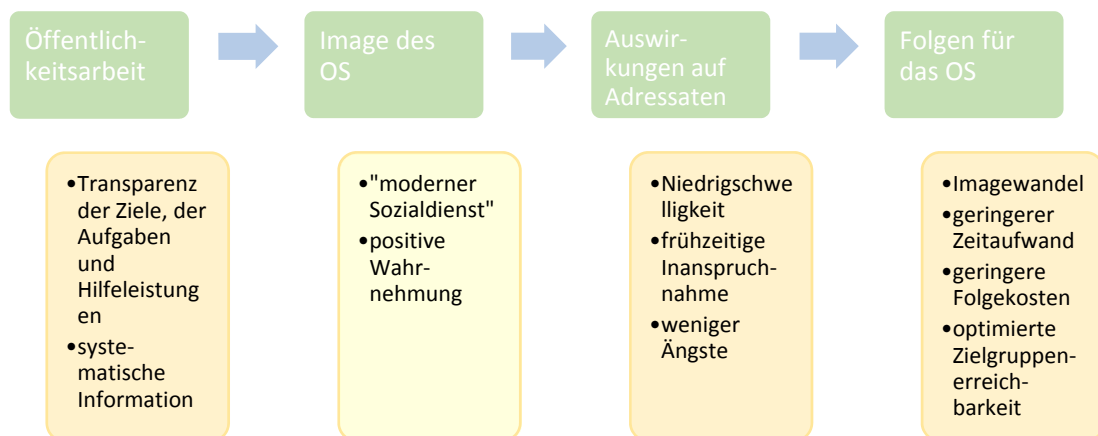 Öffentlich-
keitsarbeit
Image des
OS
Auswir-
kungen auf
Adressaten
Folgen für
das OS
•Transparenz
der Ziele, der
Aufgaben
und
Hilfeleistung
en
•syste-
matische
Information
•"moderner
Sozialdienst"
•positive
Wahr-
nehmung
•Niedrigschwe
lligkeit
•frühzeitige
Inanspruch-
nahme
•weniger
Ängste
•Imagewandel
•geringerer
Zeitaufwand
•geringere
Folgekosten
•optimierte
Zielgruppen-
erreich-
barkeit